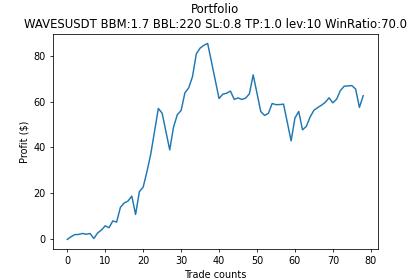 Portfolio
WAVESUSDT BBM:1.7 BBL:220 SL:0.8 TP:1.0 lev:10 WinRatio:70.0
Profit ($)
80
60
40
20
0
0 10 20 30 40 50 60 70 80
Trade counts